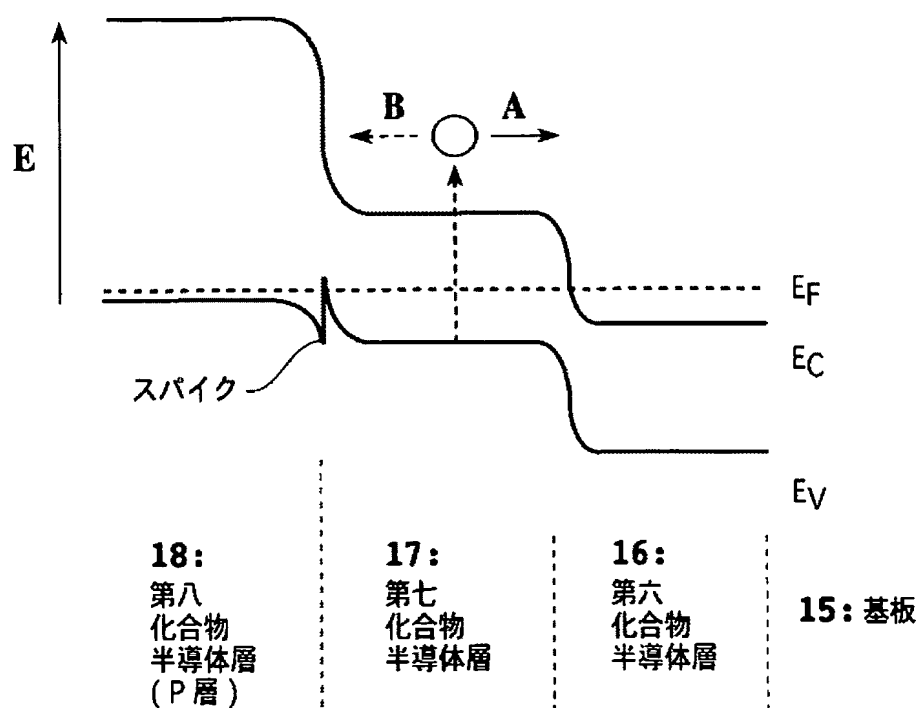 E
B
A
EF
EC
EV
スパイク
18:
第八
化合物
半導体層
(P層)
17:
第七
化合物
半導体層
16:
第六
化合物
半導体層
15: 基板